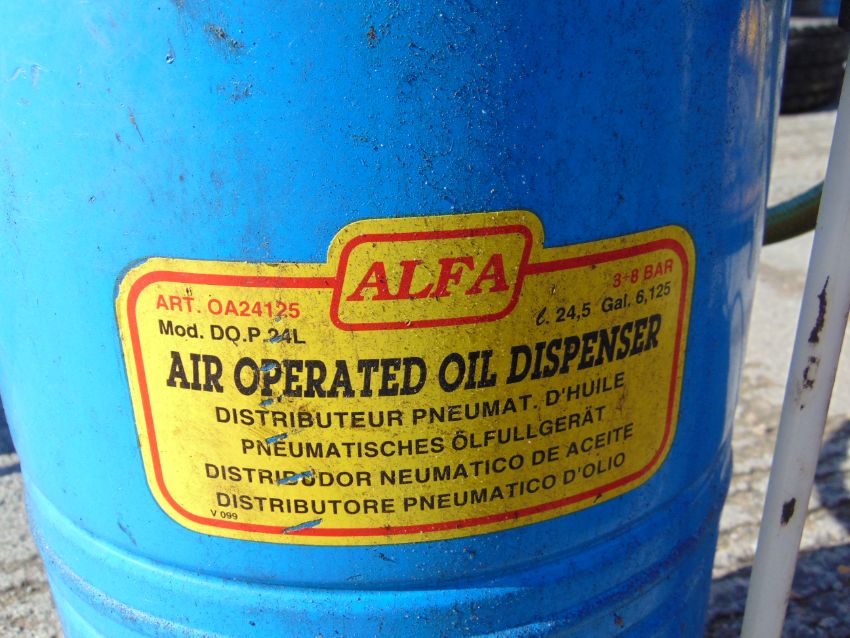 ALFA
ART. OA24125
3-8 BAR
Mod. DQ.P.24L
ℓ. 24,5 Gal. 6,125
AIR OPERATED OIL DISPENSER
DISTRIBUTEUR PNEUMAT. D'HUILE
PNEUMATISCHES ÖLFULLGERÄT
DISTRIBUDOR NEUMATICO DE ACEITE
DISTRIBUTORE PNEUMATICO D'OLIO
V 099